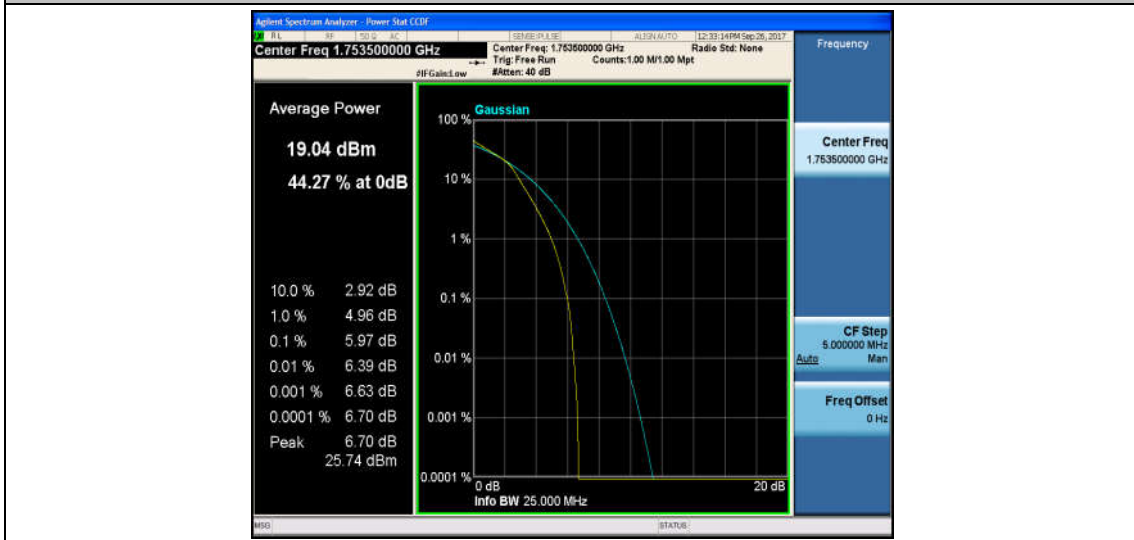 Agilent Spectrum Analyzer - Power Stat CCDF
RL RF 50 Ω AC SENSE:PULSE ALIGN AUTO 12:33:14 PM Sep 26, 2017
Center Freq 1.753500000 GHz
Center Freq: 1.753500000 GHz Radio Std: None
Trig: Free Run Counts:1.00 M/1.00 Mpt
#IFGain:Low #Atten: 40 dB
Frequency
Average Power
19.04 dBm
44.27 % at 0dB
10.0 % 2.92 dB
1.0 % 4.96 dB
0.1 % 5.97 dB
0.01 % 6.39 dB
0.001 % 6.63 dB
0.0001 % 6.70 dB
Peak 6.70 dB
25.74 dBm
Gaussian
100 %
10 %
1 %
0.1 %
0.01 %
0.001 %
0.0001 %
0 dB 20 dB
Info BW 25.000 MHz
Center Freq
1.753500000 GHz
CF Step
5.000000 MHz
Auto Man
Freq Offset
0 Hz
MSG STATUS